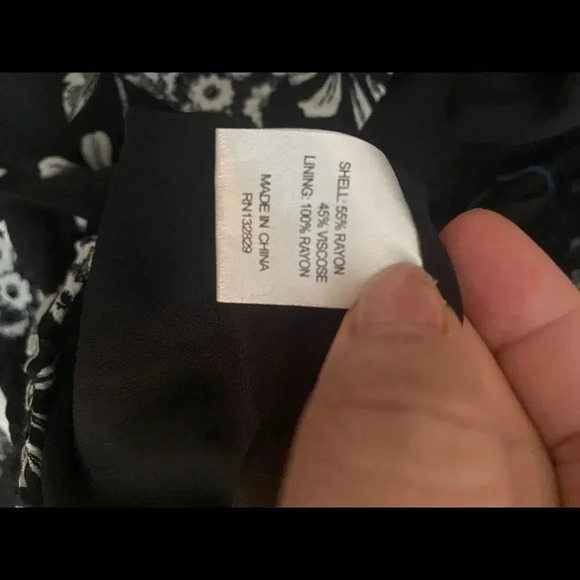 SHELL: 55% RAYON
45% VISCOSE
LINING: 100% RAYON
MADE IN CHINA
RN132829